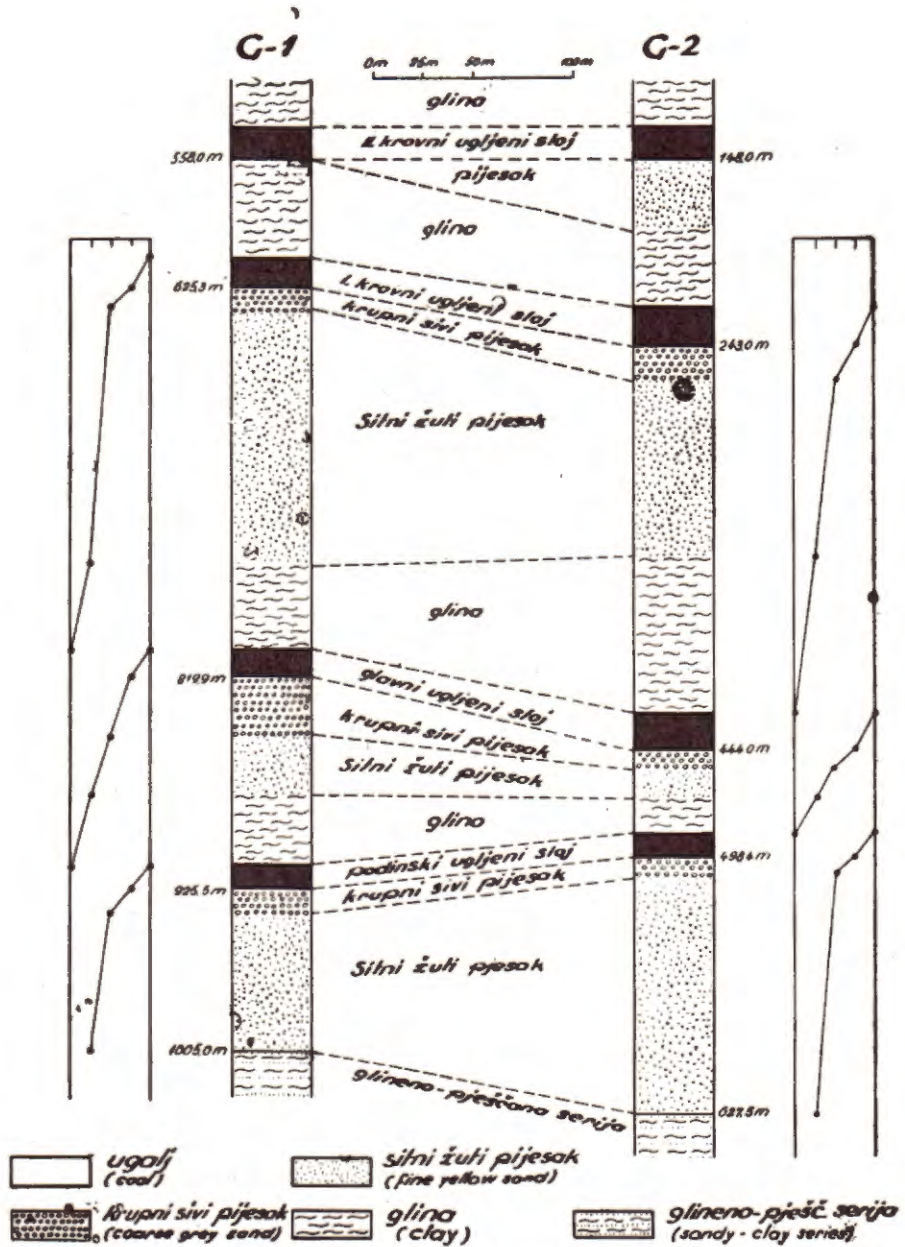 G-1
G-2
0m 25m 50m 100m
glina
II. krovni ugljeni sloj
558.0 m
148.0 m
pijesak
glina
I. krovni ugljeni sloj
625.3 m
krupni sivi pijesak
243.0 m
Sitni žuti pijesak
glina
glavni ugljeni sloj
819.9 m
krupni sivi pijesak
444.0 m
Sitni žuti pijesak
glina
podinski ugljeni sloj
498.4 m
krupni sivi pijesak
925.5 m
Sitni žuti pjesak
1005.0 m
glineno-pješčana serija
627.5 m
ugalj
(coal)
sitni žuti pijesak
(fine yellow sand)
Krupni sivi pijesak
(coarse grey sand)
glina
(clay)
glineno-pješč. serija
(sandy-clay series)